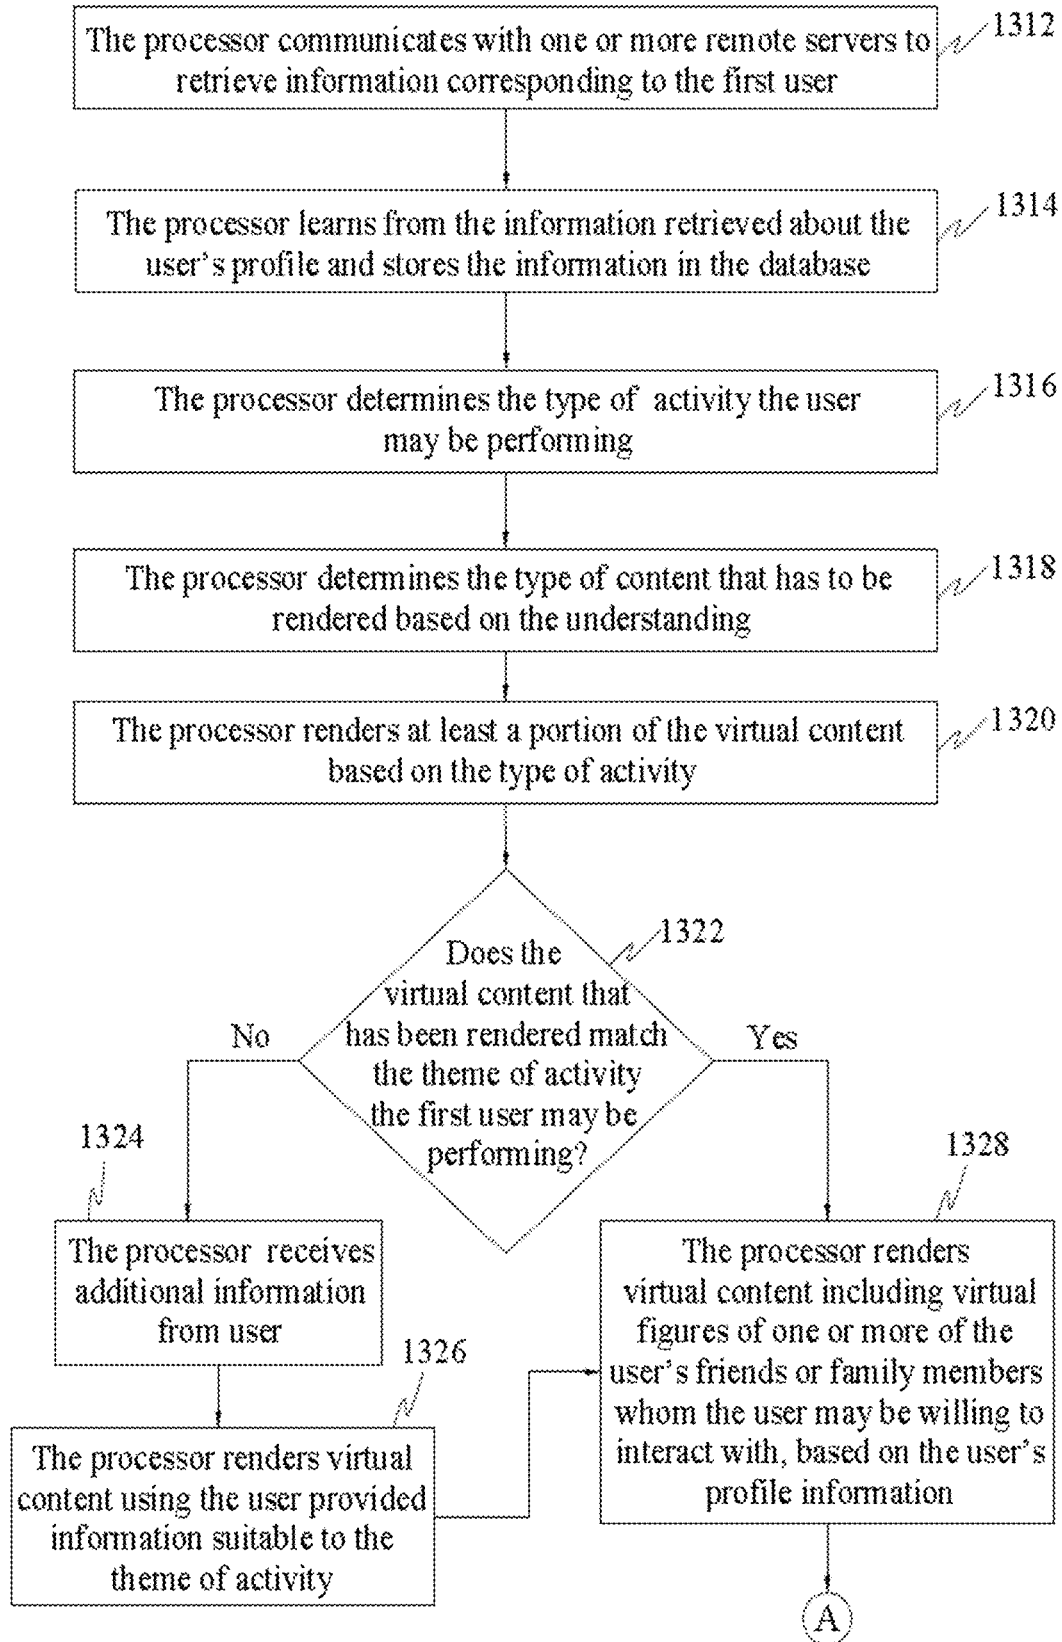 The processor communicates with one or more remote servers to
retrieve information corresponding to the first user
1312
The processor learns from the information retrieved about the
user's profile and stores the information in the database
1314
The processor determines the type of activity the user
may be performing
1316
The processor determines the type of content that has to be
rendered based on the understanding
1318
The processor renders at least a portion of the virtual content
based on the type of activity
1320
Does the
virtual content that
has been rendered match
the theme of activity
the first user may be
performing?
1322
No
Yes
1324
The processor receives
additional information
from user
1326
The processor renders virtual
content using the user provided
information suitable to the
theme of activity
1328
The processor renders
virtual content including virtual
figures of one or more of the
user's friends or family members
whom the user may be willing to
interact with, based on the user's
profile information
A